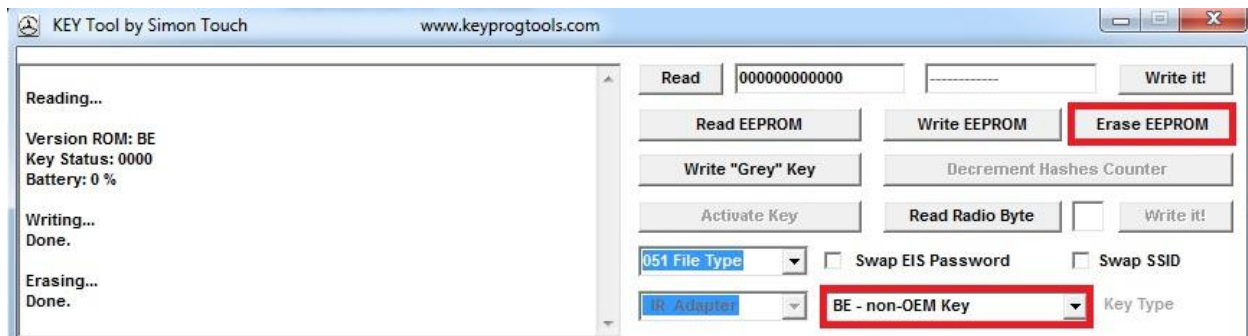 KEY Tool by Simon Touch www.keyprogtools.com
Reading...
Version ROM: BE
Key Status: 0000
Battery: 0 %
Writing...
Done.
Erasing...
Done.
Read 000000000000 ------------ Write it!
Read EEPROM Write EEPROM Erase EEPROM
Write "Grey" Key Decrement Hashes Counter
Activate Key Read Radio Byte Write it!
051 File Type Swap EIS Password Swap SSID
IR Adapter BE - non-OEM Key Key Type